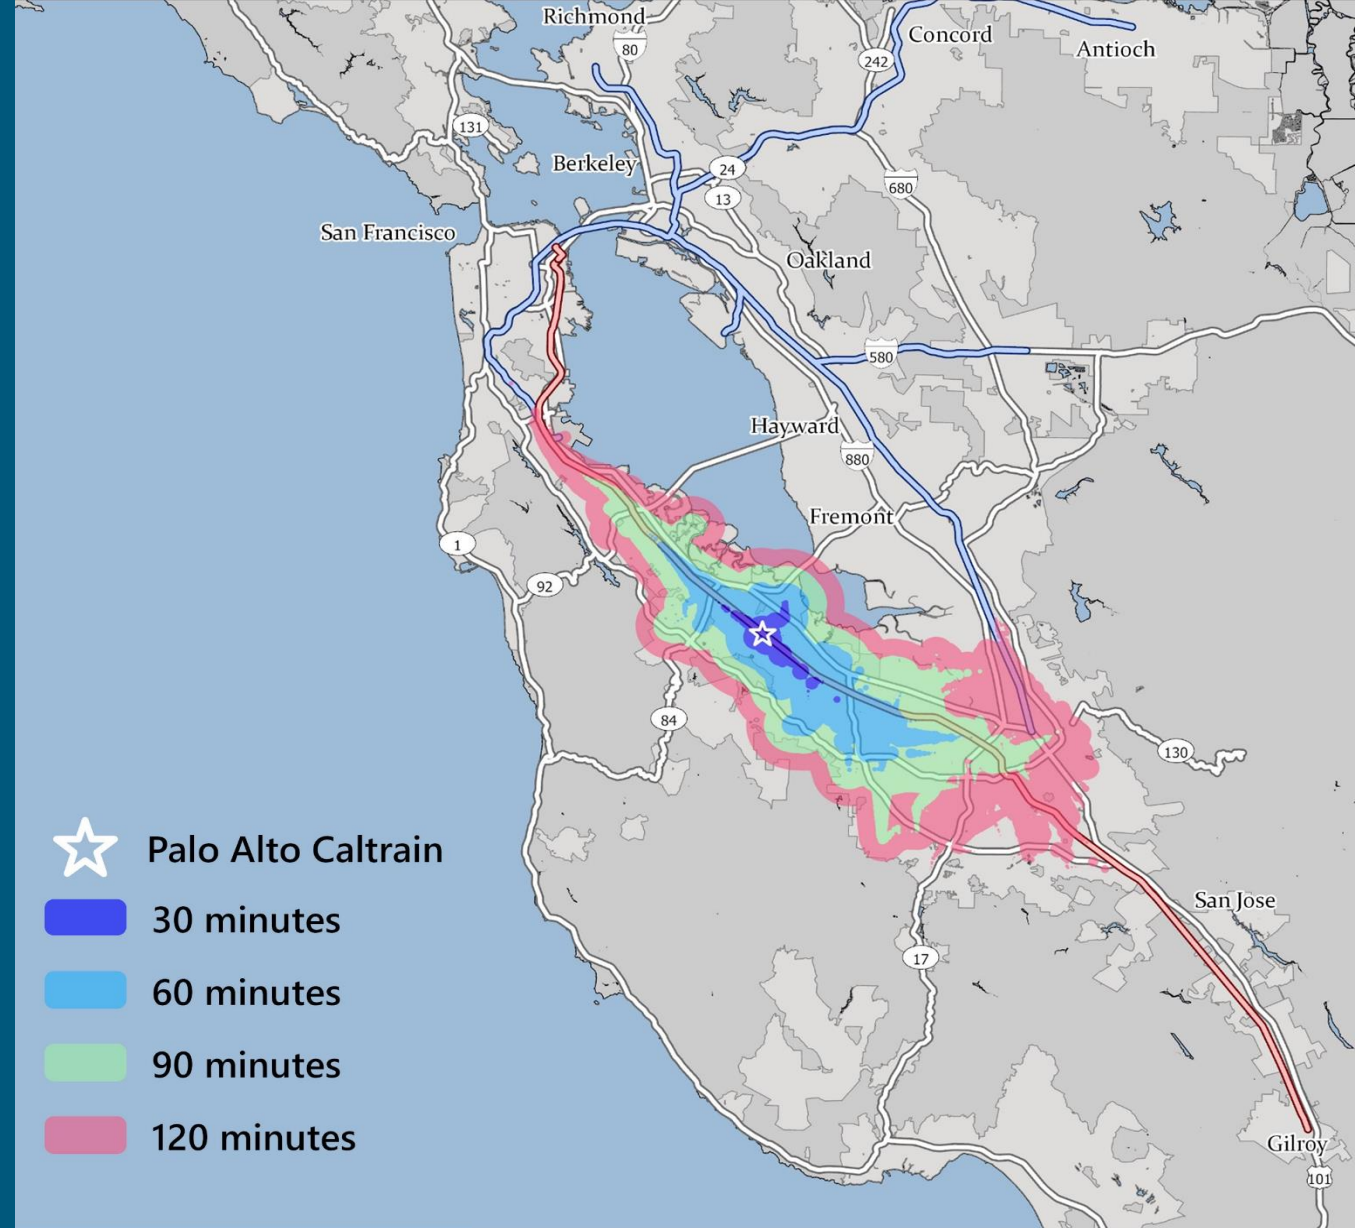 Richmond
80
Concord
Antioch
242
131
Berkeley
24
680
13
San Francisco
Oakland
580
Hayward
880
Fremont
1
92
84
130
Palo Alto Caltrain
30 minutes
San Jose
17
60 minutes
90 minutes
120 minutes
Gilroy
101